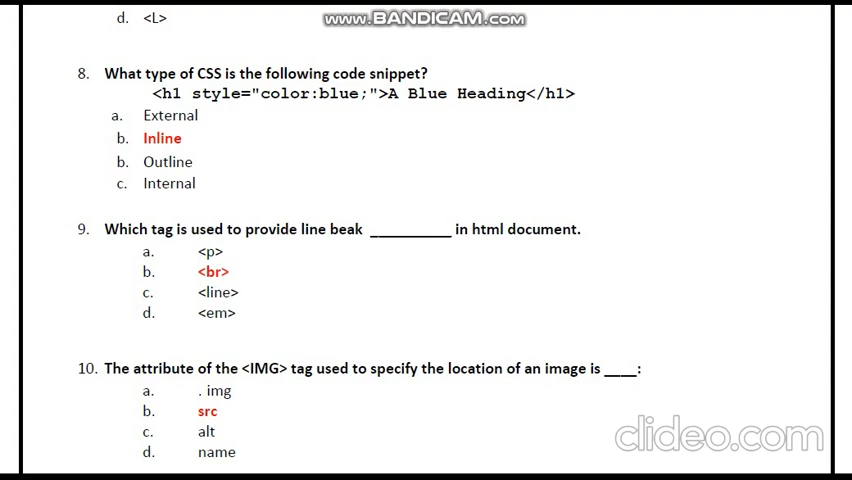 www.BANDICAM.com
d. <L>
8. What type of CSS is the following code snippet?
<h1 style="color:blue;">A Blue Heading</h1>
a. External
b. Inline
b. Outline
c. Internal
9. Which tag is used to provide line beak __________ in html document.
a. <p>
b. <br>
c. <line>
d. <em>
10. The attribute of the <IMG> tag used to specify the location of an image is ____:
a. . img
b. src
c. alt
d. name
clideo.com